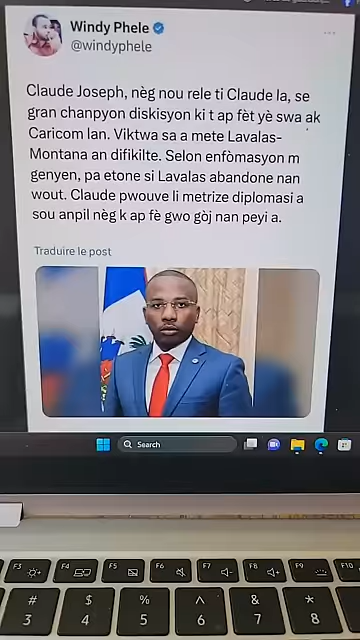 Windy Phele
@windyphele
Claude Joseph, nèg nou rele ti Claude la, se
gran chanpyon diskisyon ki t ap fèt yè swa ak
Caricom lan. Viktwa sa a mete Lavalas-
Montana an difikilte. Selon enfòmasyon m
genyen, pa etone si Lavalas abandone nan
wout. Claude pwouve li metrize diplomasi a
sou anpil nèg k ap fè gwo gòj nan peyi a.
Traduire le post
Search
F3 F4 F5 F6 F7 F8 F9 F10
# $ % ^ & *
3 4 5 6 7 8